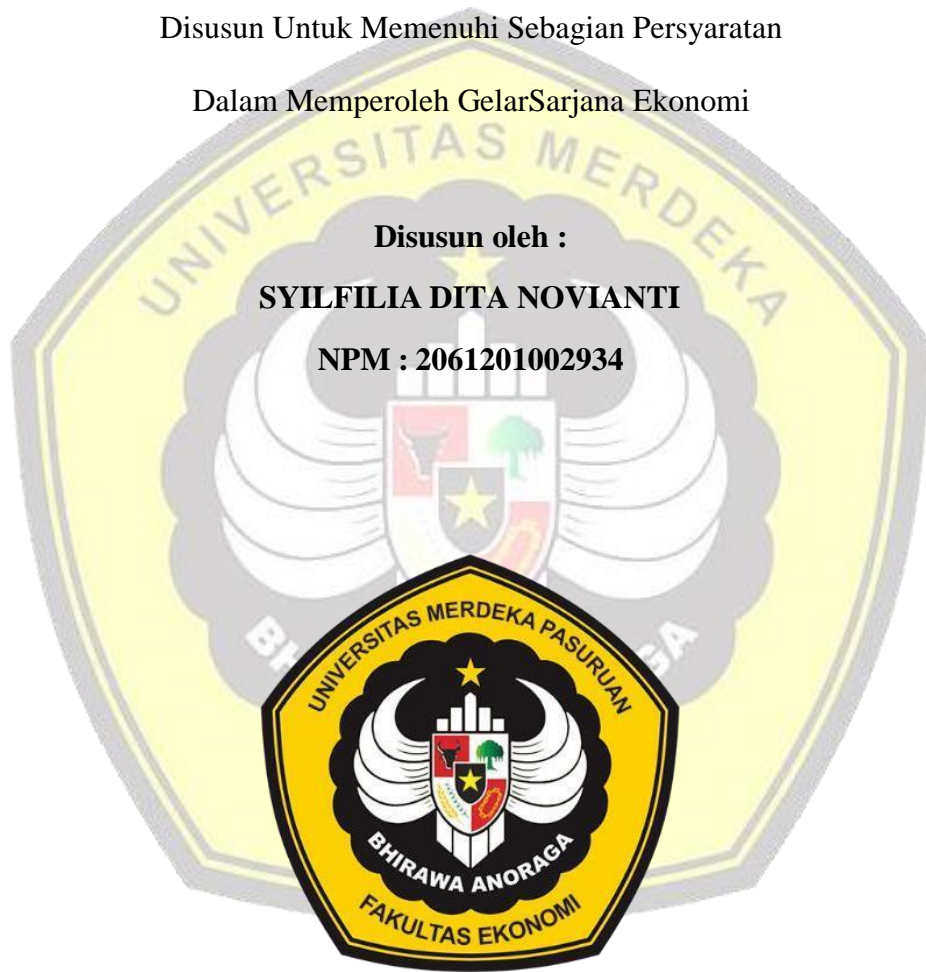 Disusun Untuk Memenuhi Sebagian Persyaratan
Dalam Memperoleh GelarSarjana Ekonomi
UNIVERSITAS MERDEKA
Disusun oleh :
SYILFILIA DITA NOVIANTI
NPM : 2061201002934
UNIVERSITAS MERDEKA PASURUAN
BHIRAWA ANORAGA
FAKULTAS EKONOMI